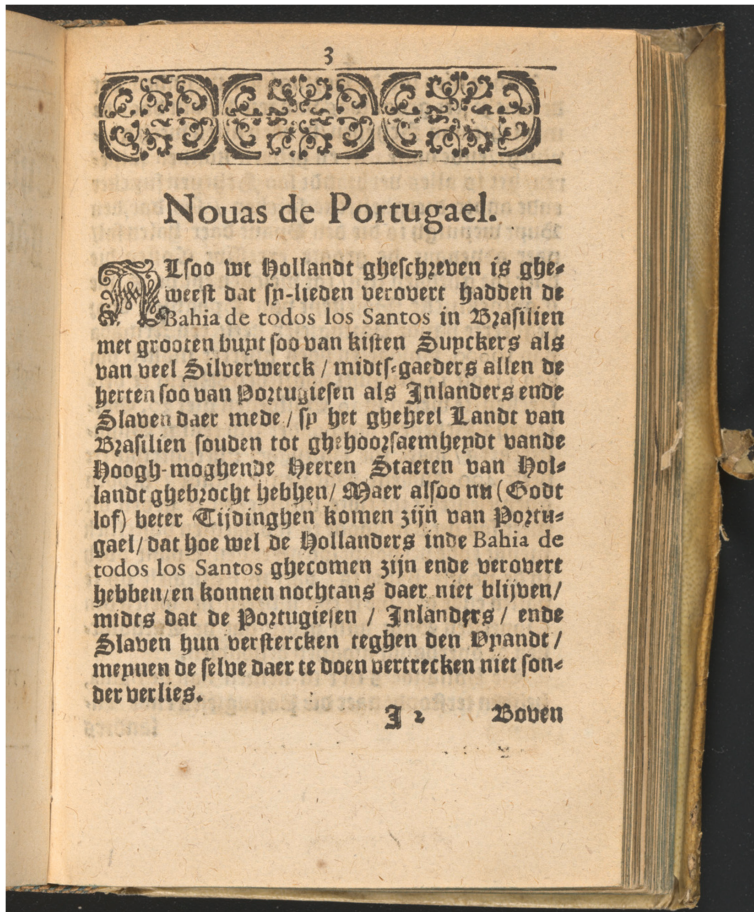 3
Nouas de Portugael.
ALsoo wt Hollandt gheschreven is ghe-
weest dat sy-lieden verovert hadden de
Bahia de todos los Santos in Brasilien
met grooten buyt soo van kisten Suyckers als
van veel Silverwerck / midts-gaeders allen de
herten soo van Portugiesen als Inlanders ende
Slaven daer mede / sy het gheheel Landt van
Brasilien souden tot ghehoorsaemheydt vande
Hoogh-moghende Heeren Staeten van Hol-
landt ghebrocht hebben / Maer alsoo nu (Godt
lof) beter Tijdinghen komen zijn van Portu-
gael / dat hoe wel de Hollanders inde Bahia de
todos los Santos ghecomen zijn ende verovert
hebben / en konnen nochtans daer niet blijven /
midts dat de Portugiesen / Inlanders / ende
Slaven hun verstercken teghen den Vyandt /
meynen de selve daer te doen vertrecken niet son-
der verlies.
I 2 Boven